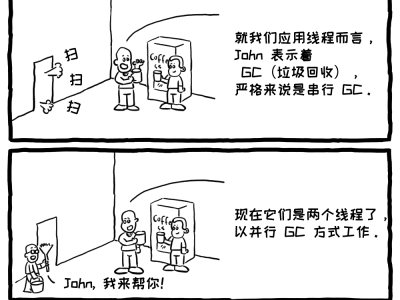 就我们应用线程而言，
John 表示着
GC（垃圾回收），
严格来说是串行 GC．
Coffee
扫
扫
扫
现在它们是两个线程了，
以并行 GC 方式工作．
Coffee
John，我来帮你！